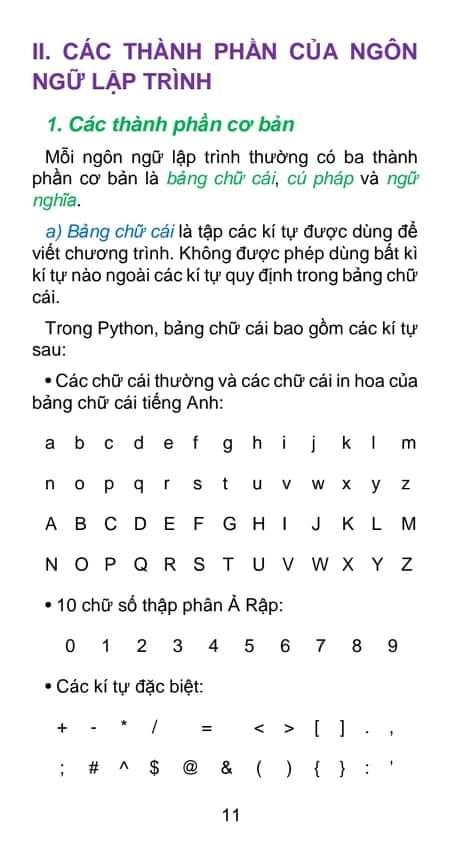 II. CÁC THÀNH PHẦN CỦA NGÔN
NGỮ LẬP TRÌNH
1. Các thành phần cơ bản
Mỗi ngôn ngữ lập trình thường có ba thành
phần cơ bản là bảng chữ cái, cú pháp và ngữ
nghĩa.
a) Bảng chữ cái là tập các kí tự được dùng để
viết chương trình. Không được phép dùng bất kì
kí tự nào ngoài các kí tự quy định trong bảng chữ
cái.
Trong Python, bảng chữ cái bao gồm các kí tự
sau:
• Các chữ cái thường và các chữ cái in hoa của
bảng chữ cái tiếng Anh:
a b c d e f g h i j k l m
n o p q r s t u v w x y z
A B C D E F G H I J K L M
N O P Q R S T U V W X Y Z
• 10 chữ số thập phân Ả Rập:
0 1 2 3 4 5 6 7 8 9
• Các kí tự đặc biệt:
+ - * / = < > [ ] . ,
; # ^ $ @ & ( ) { } : '
11